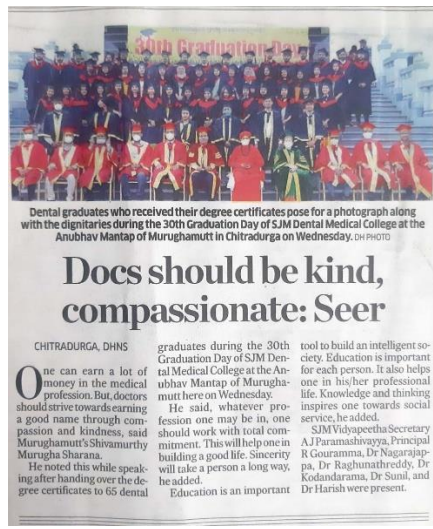 30th Graduation Day
Dental graduates who received their degree certificates pose for a photograph along
with the dignitaries during the 30th Graduation Day of SJM Dental Medical College at the
Anubhav Mantap of Murughamutt in Chitradurga on Wednesday. DH PHOTO
Docs should be kind,
compassionate: Seer
CHITRADURGA, DHNS
One can earn a lot of
money in the medical
profession. But, doctors
should strive towards earning
a good name through com-
passion and kindness, said
Murughamutt's Shivamurthy
Murugha Sharana.
He noted this while speak-
ing after handing over the de-
gree certificates to 65 dental
graduates during the 30th
Graduation Day of SJM Den-
tal Medical College at the An-
ubhav Mantap of Murugha-
mutt here on Wednesday.
He said, whatever pro-
fession one may be in, one
should work with total com-
mitment. This will help one in
building a good life. Sincerity
will take a person a long way,
he added.
Education is an important
tool to build an intelligent so-
ciety. Education is important
for each person. It also helps
one in his/her professional
life. Knowledge and thinking
inspires one towards social
service, he added.
SJM Vidyapeetha Secretary
A J Paramashivayya, Principal
R Gouramma, Dr Nagarajap-
pa, Dr Raghunathreddy, Dr
Kodandarama, Dr Sunil, and
Dr Harish were present.